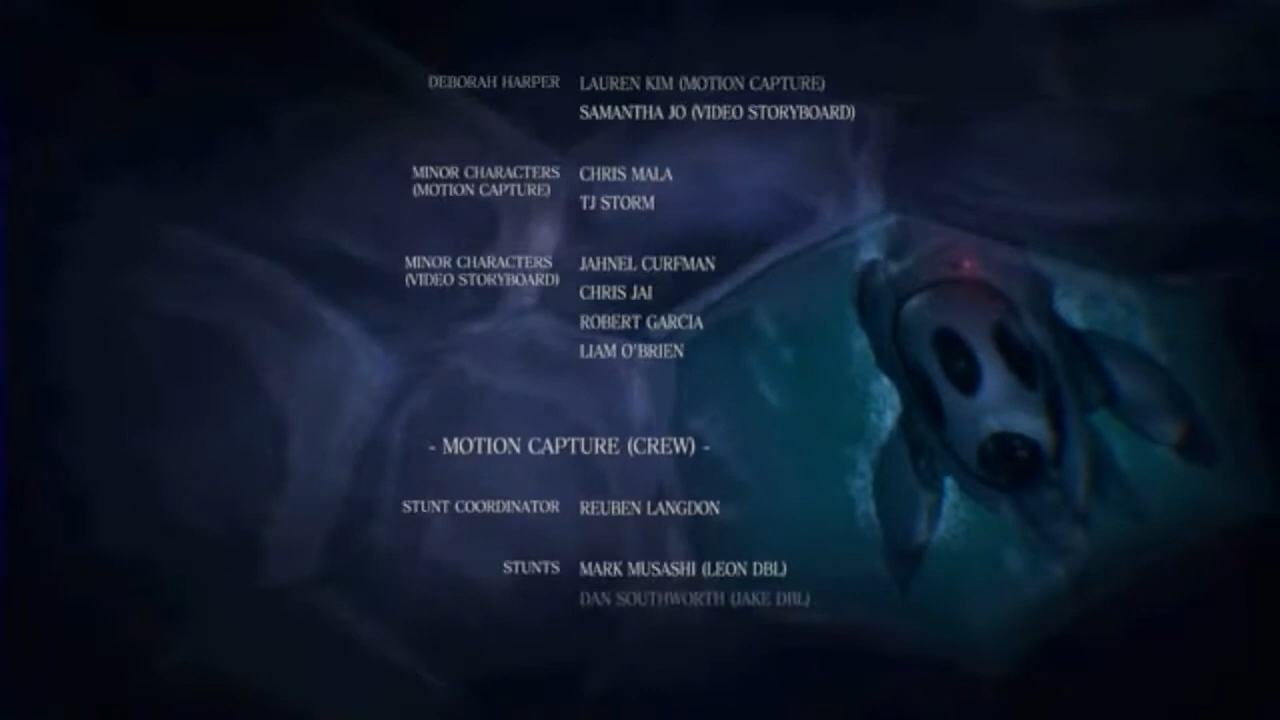 DEBORAH HARPER LAUREN KIM (MOTION CAPTURE)
SAMANTHA JO (VIDEO STORYBOARD)
MINOR CHARACTERS CHRIS MALA
(MOTION CAPTURE)
TJ STORM
MINOR CHARACTERS JAHNEL CURFMAN
(VIDEO STORYBOARD)
CHRIS JAI
ROBERT GARCIA
LIAM O'BRIEN
- MOTION CAPTURE (CREW) -
STUNT COORDINATOR REUBEN LANGDON
STUNTS MARK MUSASHI (LEON DBL)
DAN SOUTHWORTH (JAKE DBL)